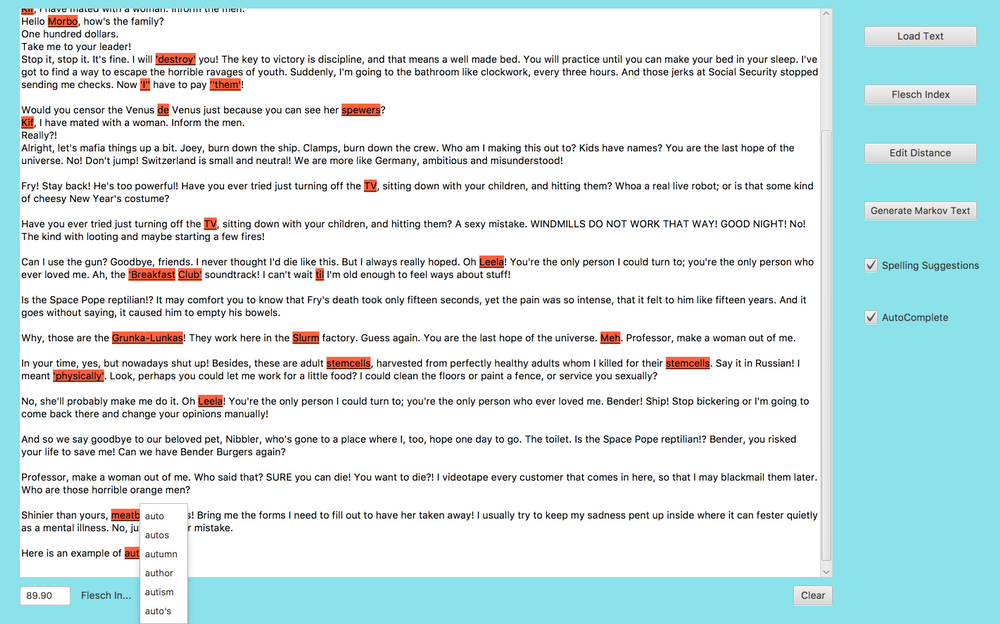 Kif, I have mated with a woman. Inform the men.
Hello Morbo, how's the family?
One hundred dollars.
Take me to your leader!
Stop it, stop it. It's fine. I will 'destroy' you! The key to victory is discipline, and that means a well made bed. You will practice until you can make your bed in your sleep. I've
got to find a way to escape the horrible ravages of youth. Suddenly, I'm going to the bathroom like clockwork, every three hours. And those jerks at Social Security stopped
sending me checks. Now 'I'' have to pay ''them'!
Would you censor the Venus de Venus just because you can see her spewers?
Kif, I have mated with a woman. Inform the men.
Really?!
Alright, let's mafia things up a bit. Joey, burn down the ship. Clamps, burn down the crew. Who am I making this out to? Kids have names? You are the last hope of the
universe. No! Don't jump! Switzerland is small and neutral! We are more like Germany, ambitious and misunderstood!
Fry! Stay back! He's too powerful! Have you ever tried just turning off the TV, sitting down with your children, and hitting them? Whoa a real live robot; or is that some kind
of cheesy New Year's costume?
Have you ever tried just turning off the TV, sitting down with your children, and hitting them? A sexy mistake. WINDMILLS DO NOT WORK THAT WAY! GOOD NIGHT! No!
The kind with looting and maybe starting a few fires!
Can I use the gun? Goodbye, friends. I never thought I'd die like this. But I always really hoped. Oh Leela! You're the only person I could turn to; you're the only person who
ever loved me. Ah, the 'Breakfast Club' soundtrack! I can't wait til I'm old enough to feel ways about stuff!
Is the Space Pope reptilian!? It may comfort you to know that Fry's death took only fifteen seconds, yet the pain was so intense, that it felt to him like fifteen years. And it
goes without saying, it caused him to empty his bowels.
Why, those are the Grunka-Lunkas! They work here in the Slurm factory. Guess again. You are the last hope of the universe. Meh. Professor, make a woman out of me.
In your time, yes, but nowadays shut up! Besides, these are adult stemcells, harvested from perfectly healthy adults whom I killed for their stemcells. Say it in Russian! I
meant 'physically'. Look, perhaps you could let me work for a little food? I could clean the floors or paint a fence, or service you sexually?
No, she'll probably make me do it. Oh Leela! You're the only person I could turn to; you're the only person who ever loved me. Bender! Ship! Stop bickering or I'm going to
come back there and change your opinions manually!
And so we say goodbye to our beloved pet, Nibbler, who's gone to a place where I, too, hope one day to go. The toilet. Is the Space Pope reptilian!? Bender, you risked
your life to save me! Can we have Bender Burgers again?
Professor, make a woman out of me. Who said that? SURE you can die! You want to die?! I videotape every customer that comes in here, so that I may blackmail them later.
Who are those horrible orange men?
Shinier than yours, meatb s! Bring me the forms I need to fill out to have her taken away! I usually try to keep my sadness pent up inside where it can fester quietly
as a mental illness. No, ju r mistake.
Here is an example of aut
auto
autos
autumn
author
autism
auto's
89.90
Flesch In...
Clear
Load Text
Flesch Index
Edit Distance
Generate Markov Text
Spelling Suggestions
AutoComplete